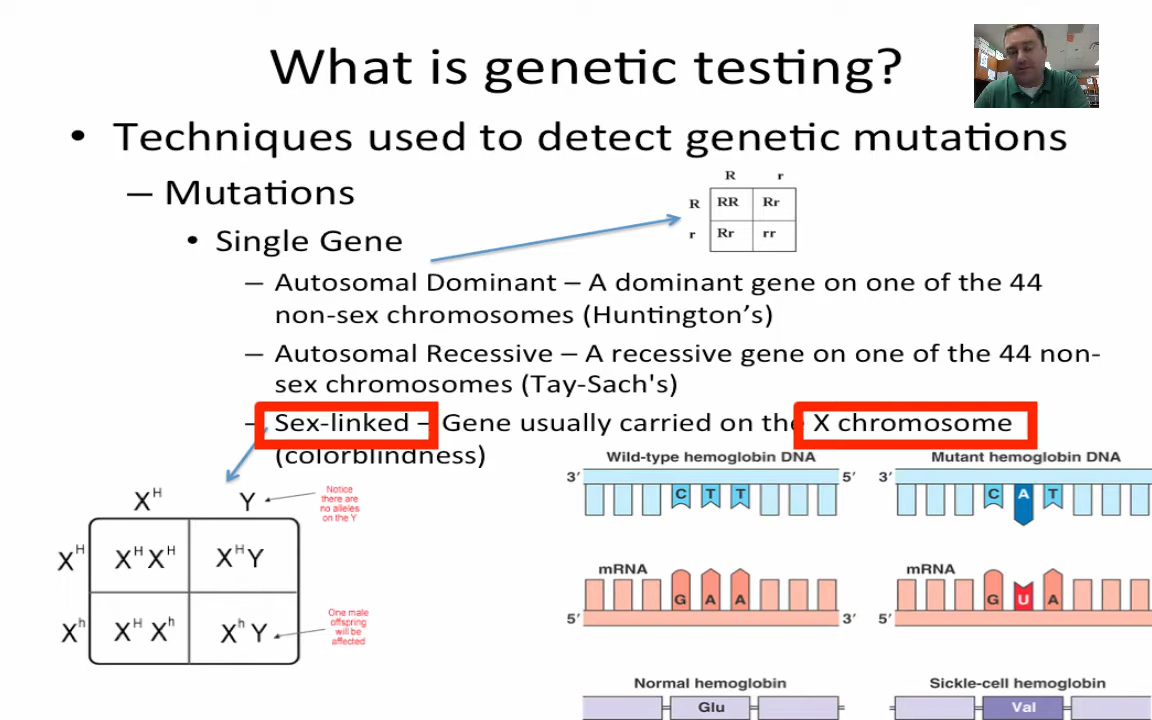 What is genetic testing?
• Techniques used to detect genetic mutations
– Mutations
• Single Gene
– Autosomal Dominant – A dominant gene on one of the 44
non-sex chromosomes (Huntington’s)
– Autosomal Recessive – A recessive gene on one of the 44 non-
sex chromosomes (Tay-Sach's)
– Sex-linked – Gene usually carried on the X chromosome
(colorblindness)
R r
R RR Rr
r Rr rr
X^H Y
Notice
there are
no alleles
on the Y
X^H X^H X^H X^H Y
X^h X^H X^h X^h Y
One male
offspring
will be
affected
Wild-type hemoglobin DNA
3′ 5′
C T T
mRNA
G A A
5′ 3′
Normal hemoglobin
Glu
Mutant hemoglobin DNA
3′
C A T
mRNA
G U A
5′
Sickle-cell hemoglobin
Val